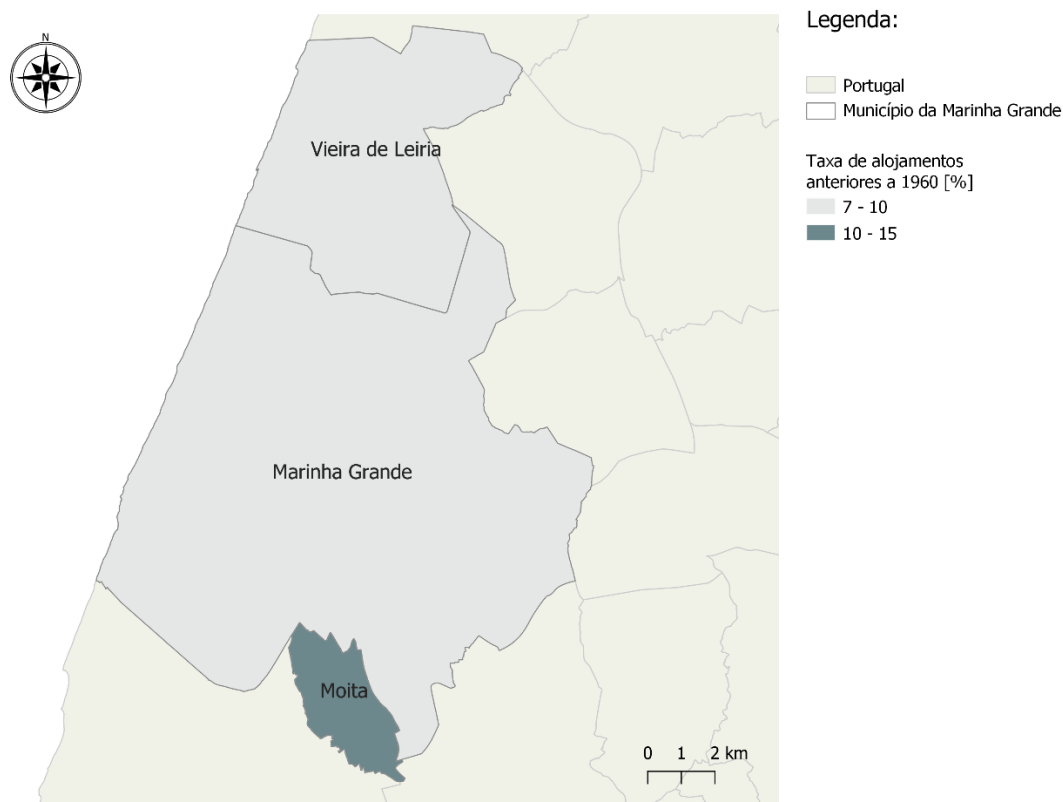 N
Vieira de Leiria
Marinha Grande
Moita
0 1 2 km
Legenda:
Portugal
Município da Marinha Grande
Taxa de alojamentos
anteriores a 1960 [%]
7 - 10
10 - 15